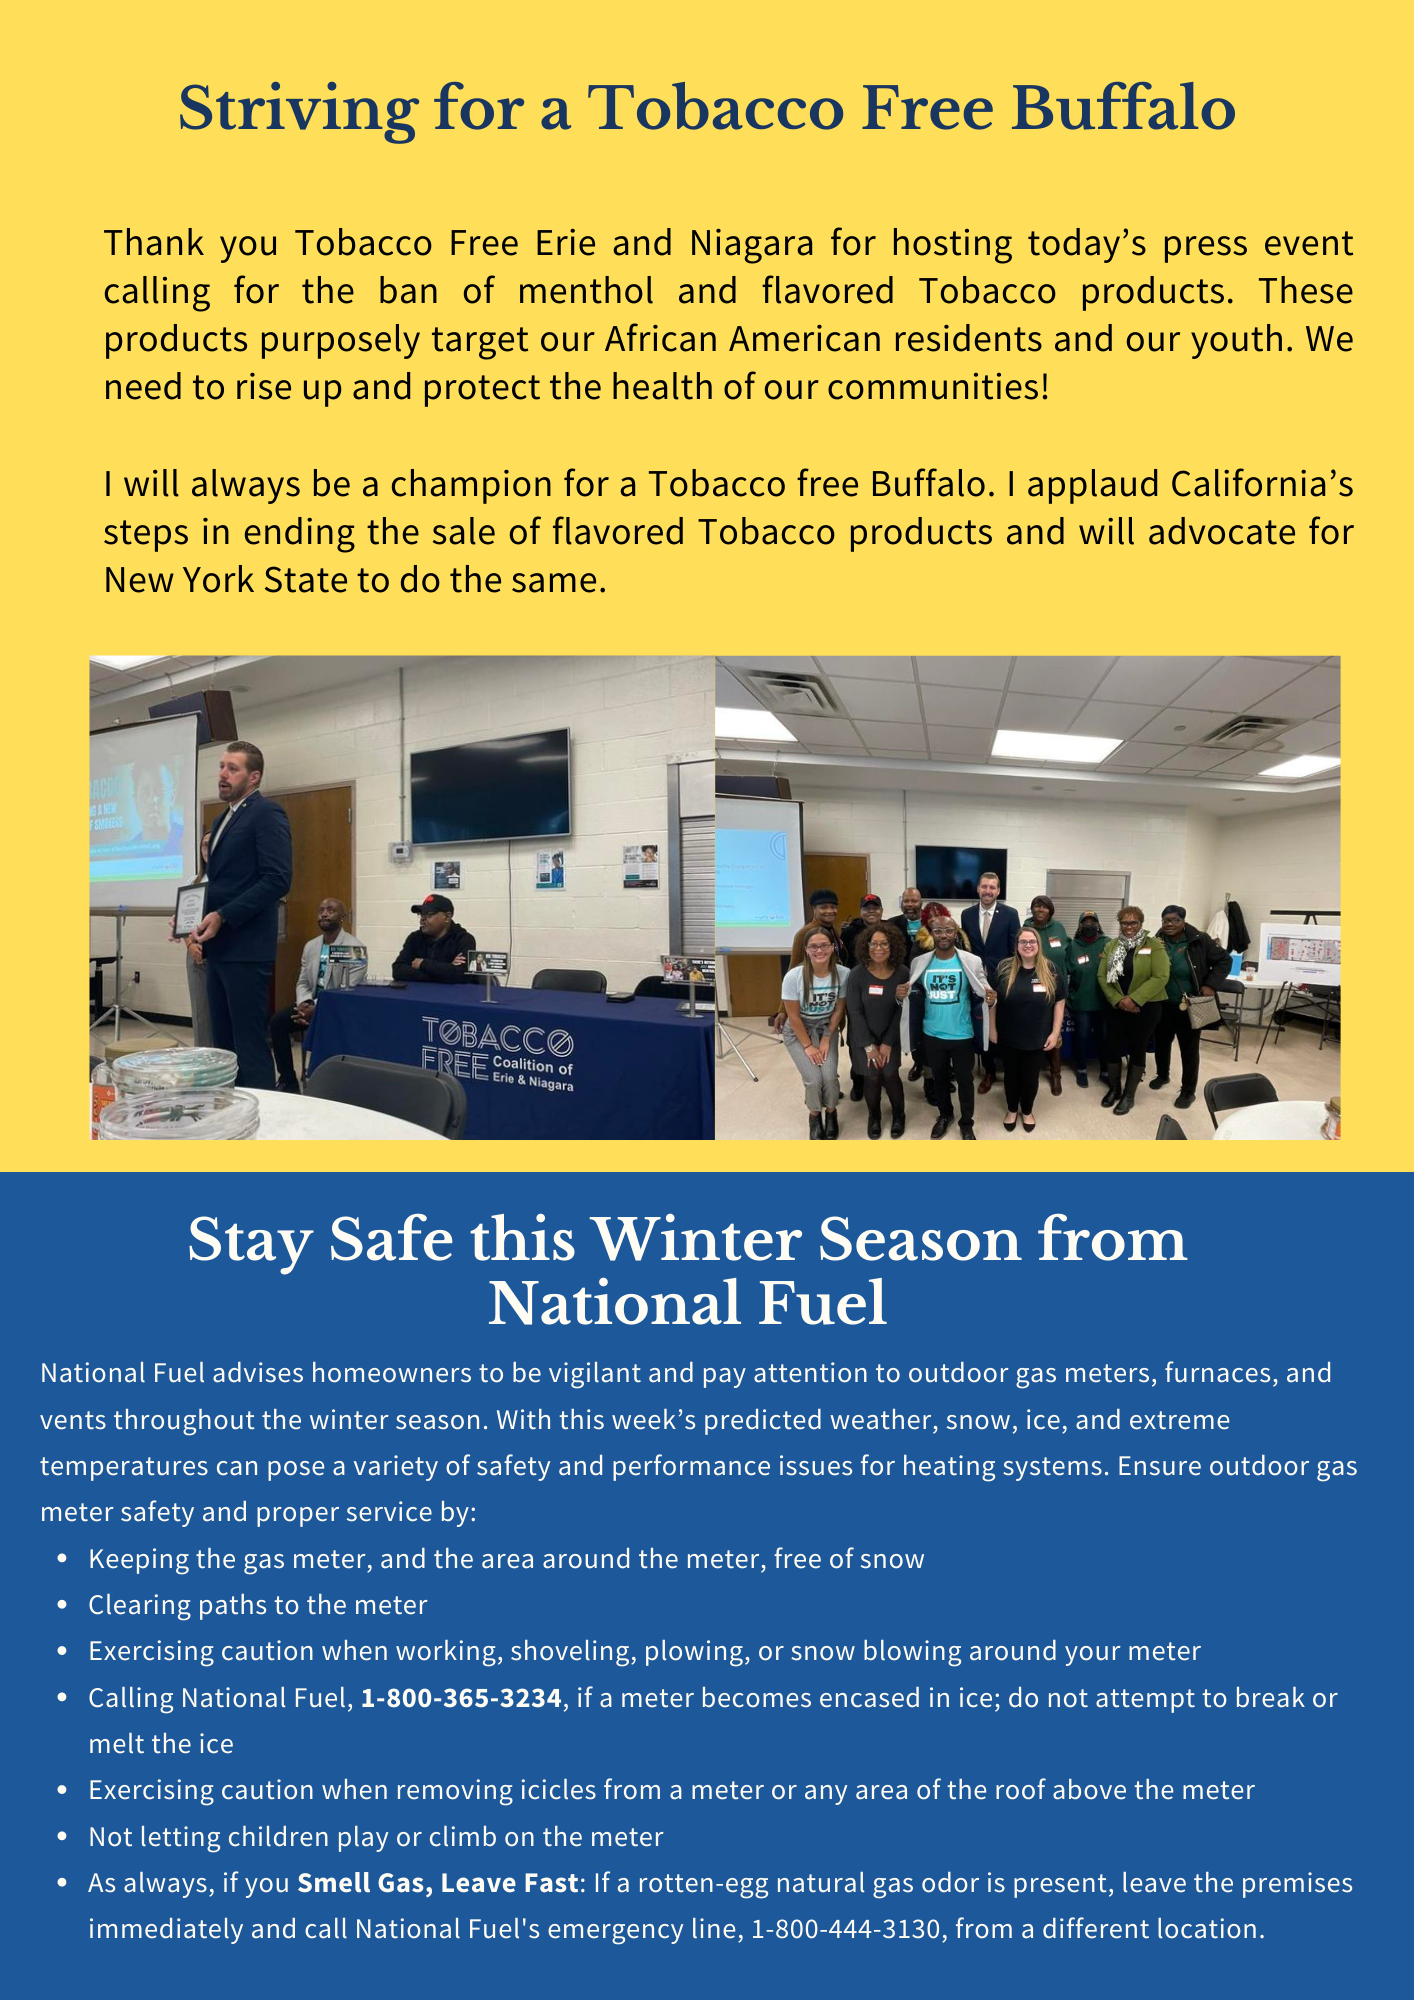 Striving for a Tobacco Free Buffalo
Thank you Tobacco Free Erie and Niagara for hosting today’s press event
calling for the ban of menthol and flavored Tobacco products. These
products purposely target our African American residents and our youth. We
need to rise up and protect the health of our communities!
I will always be a champion for a Tobacco free Buffalo. I applaud California’s
steps in ending the sale of flavored Tobacco products and will advocate for
New York State to do the same.
TOBACCO
FREE Coalition of
Erie & Niagara
IT'S
NOT
JUST
IT'S
NOT
JUST
Stay Safe this Winter Season from
National Fuel
National Fuel advises homeowners to be vigilant and pay attention to outdoor gas meters, furnaces, and
vents throughout the winter season. With this week’s predicted weather, snow, ice, and extreme
temperatures can pose a variety of safety and performance issues for heating systems. Ensure outdoor gas
meter safety and proper service by:
• Keeping the gas meter, and the area around the meter, free of snow
• Clearing paths to the meter
• Exercising caution when working, shoveling, plowing, or snow blowing around your meter
• Calling National Fuel, 1-800-365-3234, if a meter becomes encased in ice; do not attempt to break or
melt the ice
• Exercising caution when removing icicles from a meter or any area of the roof above the meter
• Not letting children play or climb on the meter
• As always, if you Smell Gas, Leave Fast: If a rotten-egg natural gas odor is present, leave the premises
immediately and call National Fuel's emergency line, 1-800-444-3130, from a different location.